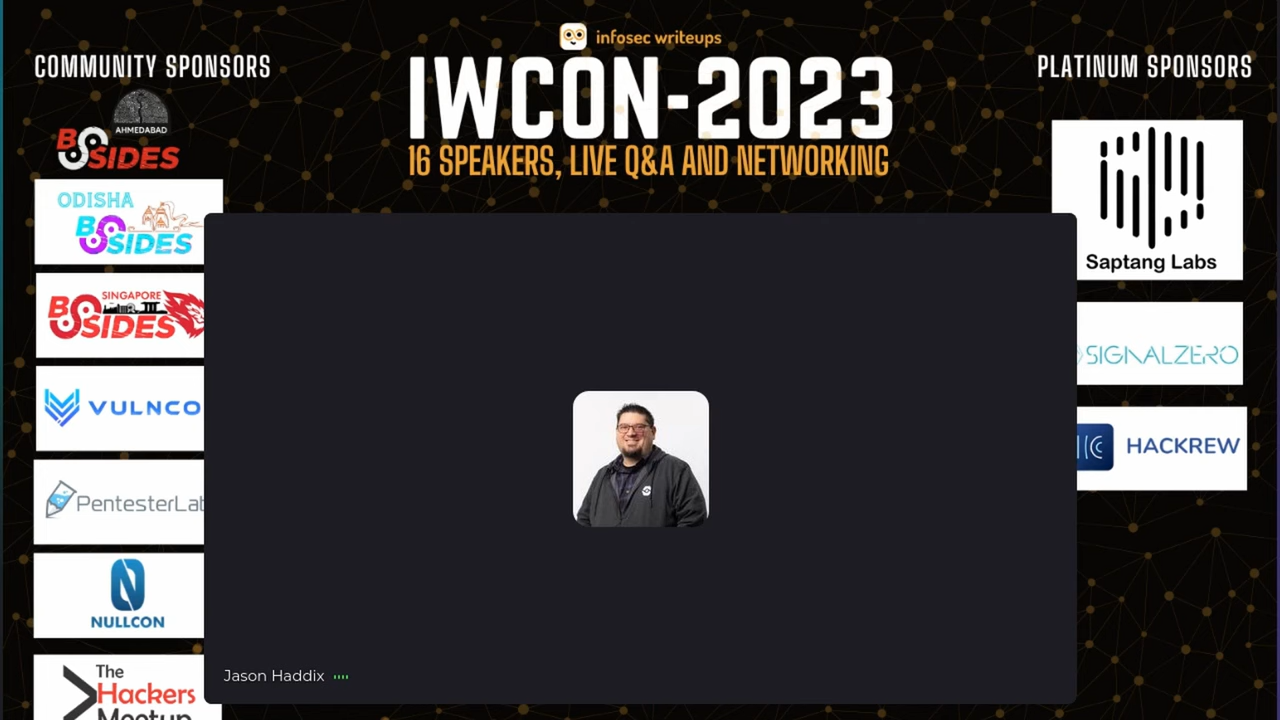 infosec writeups
IWCON-2023
16 SPEAKERS, LIVE Q&A AND NETWORKING
COMMUNITY SPONSORS
AHMEDABAD
BSIDES
ODISHA
BSIDES
SINGAPORE
BSIDES
VULNCO
PentesterLab
NULLCON
The
Hackers
Meetup
PLATINUM SPONSORS
Saptang Labs
SIGNALZERO
HACKREW
Jason Haddix